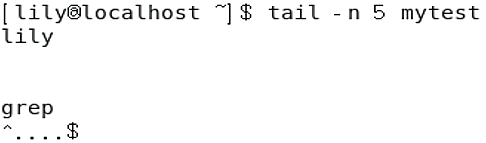 [lily@localhost ~]$ tail -n 5 mytest
lily
grep
^....$